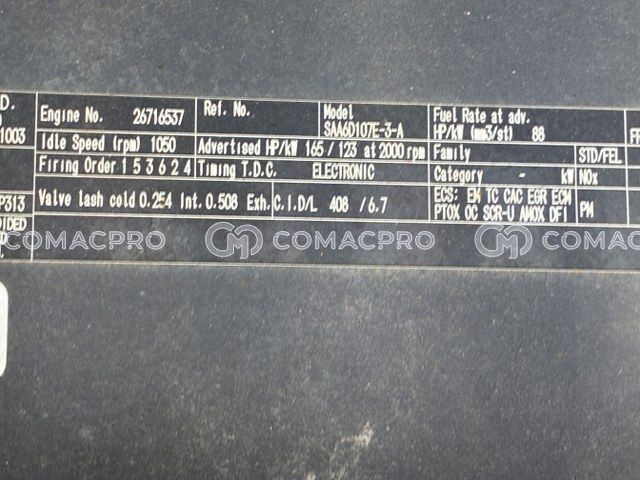 D.
Engine No. 26716537
Ref. No.
Model
SAA6D107E-3-A
Fuel Rate at adv.
HP/kW (mm3/st) 88
1003
Idle Speed (rpm) 1050
Advertised HP/kW 165 / 123 at 2000 rpm
Family
STD/FEL
Firing Order 1 5 3 6 2 4
Timing T.D.C. ELECTRONIC
Category - kW
NOx
P313
Valve lash cold 0.254 Int. 0.508 Exh.
C.I.D/L 408 / 6.7
ECS: EM TC CAC EGR ECM
PTOX OC SCR-U AMOX DFI
PM
OIDED
COMACPRO
COMACPRO
COMACPRO